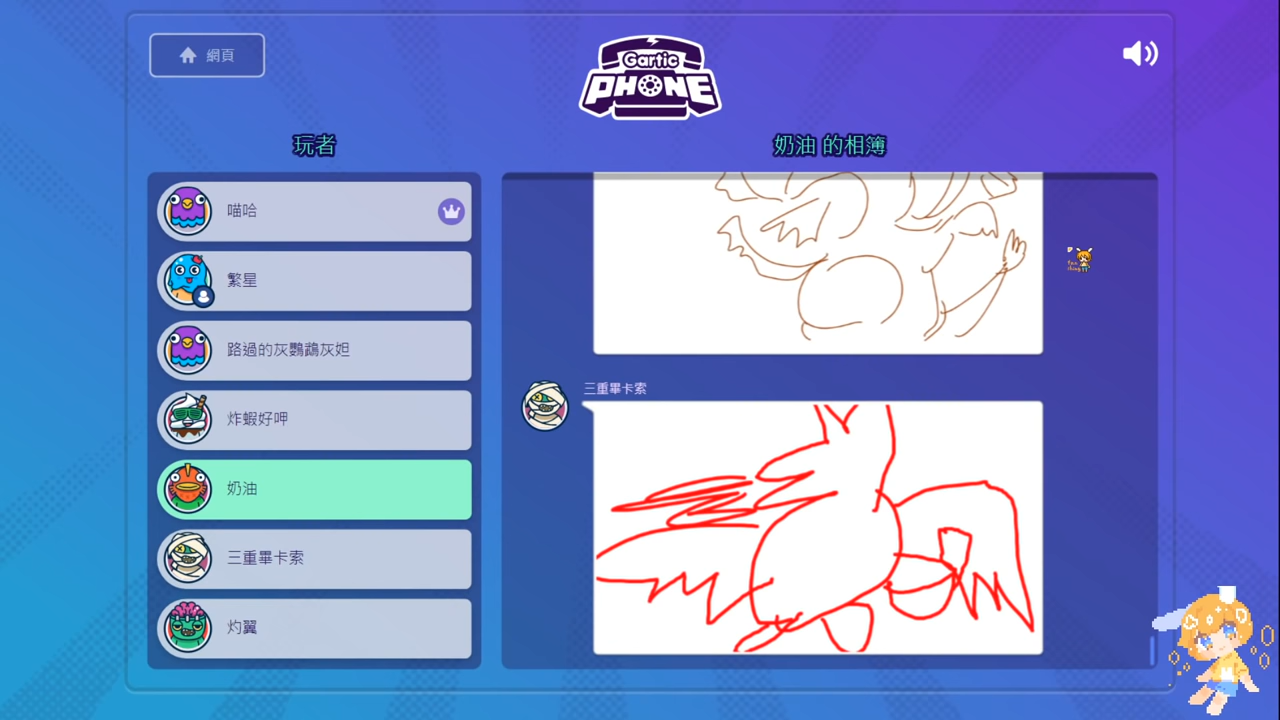 網頁
Gartic
PHONE
玩者
奶油 的相簿
喵哈
繁星
路過的灰鸚鵡灰妲
炸蝦好呷
奶油
三重畢卡索
灼翼
三重畢卡索